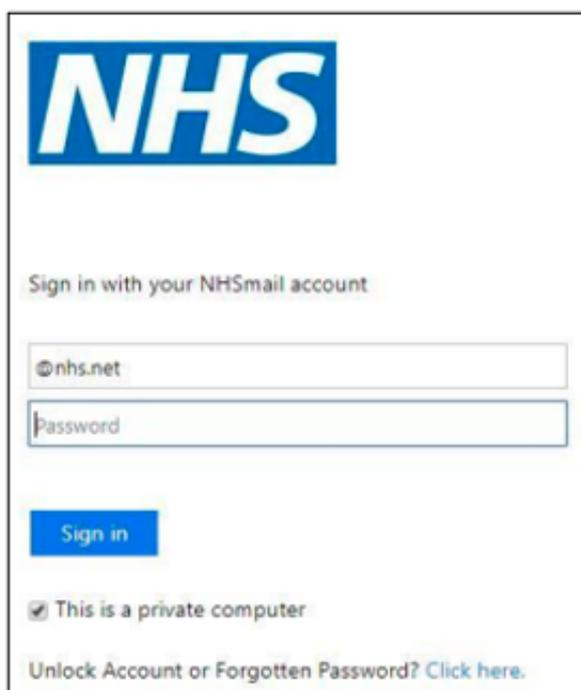 NHS
Sign in with your NHSmail account
@nhs.net
Password
Sign in
This is a private computer
Unlock Account or Forgotten Password? Click here.